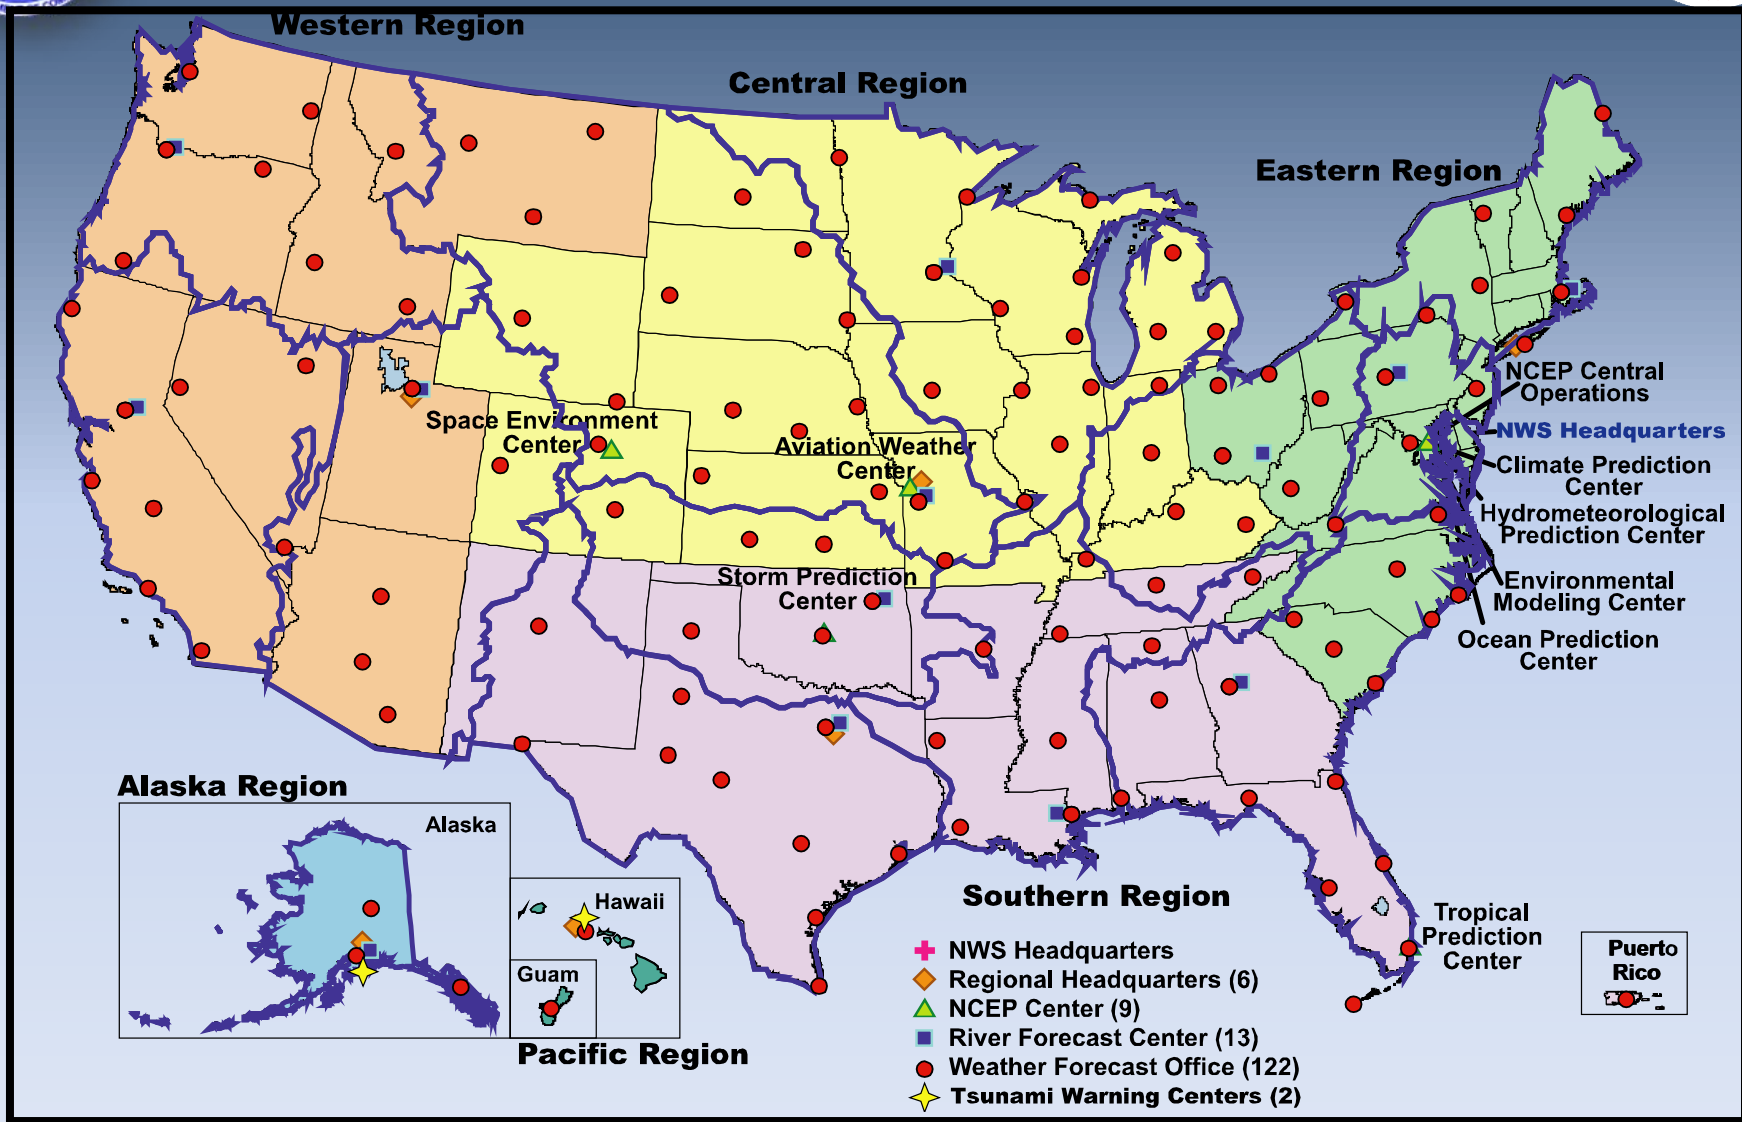 Western Region
Central Region
Eastern Region
NCEP Central
Operations
NWS Headquarters
Climate Prediction
Center
Hydrometeorological
Prediction Center
Environmental
Modeling Center
Ocean Prediction
Center
Space Environment
Center
Aviation Weather
Center
Storm Prediction
Center
Alaska Region
Alaska
Hawaii
Guam
Pacific Region
Southern Region
NWS Headquarters
Regional Headquarters (6)
NCEP Center (9)
River Forecast Center (13)
Weather Forecast Office (122)
Tsunami Warning Centers (2)
Tropical
Prediction
Center
Puerto
Rico